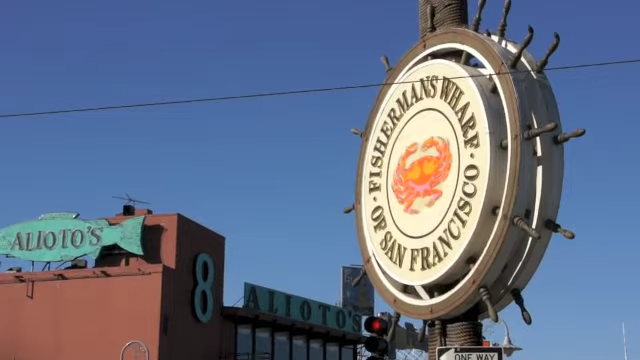 FISHERMAN'S WHARF
· OF SAN FRANCISCO ·
ALIOTO'S
8
ALIOTO'S
ONE WAY